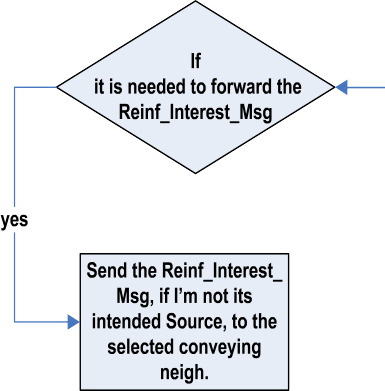 If
it is needed to forward the
Reinf_Interest_Msg
yes
Send the Reinf_Interest_
Msg, if I'm not its
intended Source, to the
selected conveying
neigh.